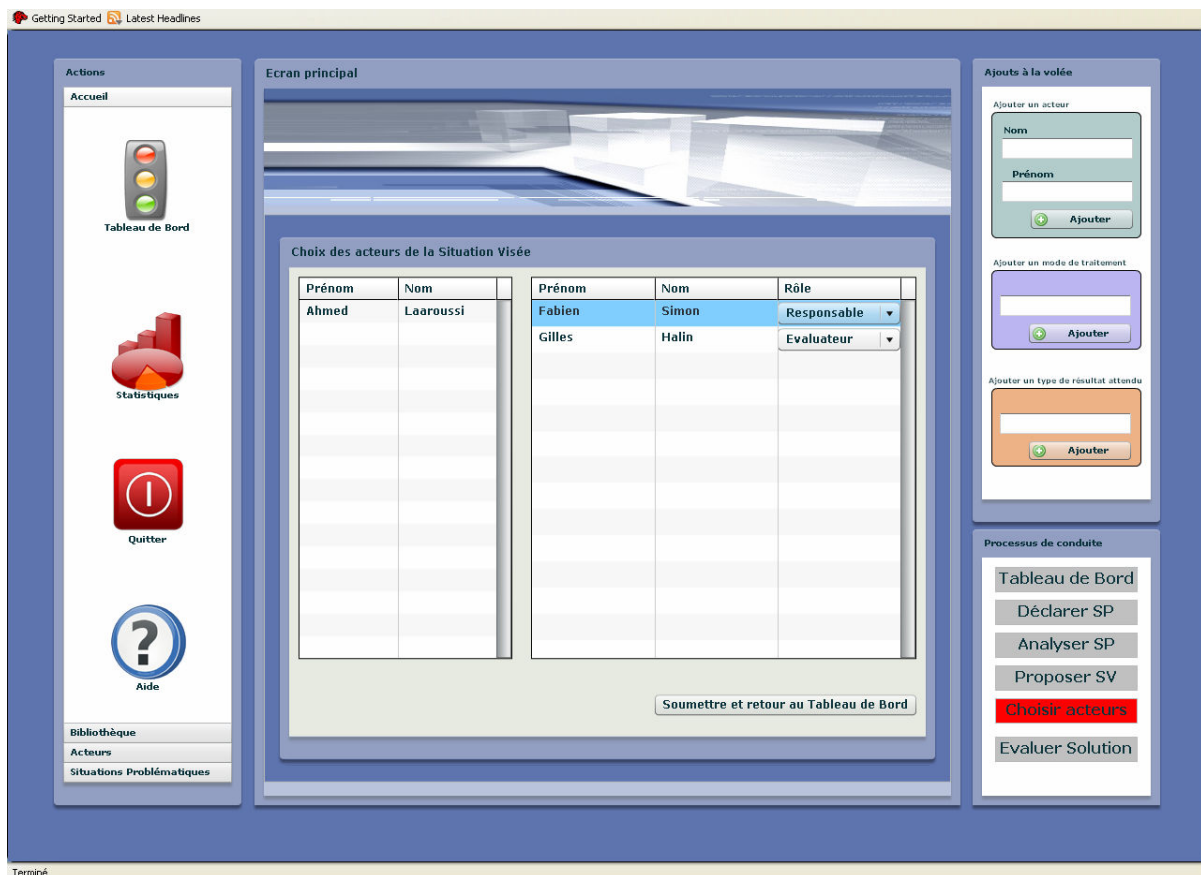 Getting Started Latest Headlines
Actions
Accueil
Tableau de Bord
Statistiques
Quitter
Aide
Bibliothèque
Acteurs
Situations Problématiques
Ecran principal
Choix des acteurs de la Situation Visée
Prénom Nom
Ahmed Laaroussi
Prénom Nom Rôle
Fabien Simon Responsable
Gilles Halin Evaluateur
Soumettre et retour au Tableau de Bord
Ajouts à la volée
Ajouter un acteur
Nom
Prénom
Ajouter
Ajouter un mode de traitement
Ajouter
Ajouter un type de résultat attendu
Ajouter
Processus de conduite
Tableau de Bord
Déclarer SP
Analyser SP
Proposer SV
Choisir acteurs
Evaluer Solution
Terminé